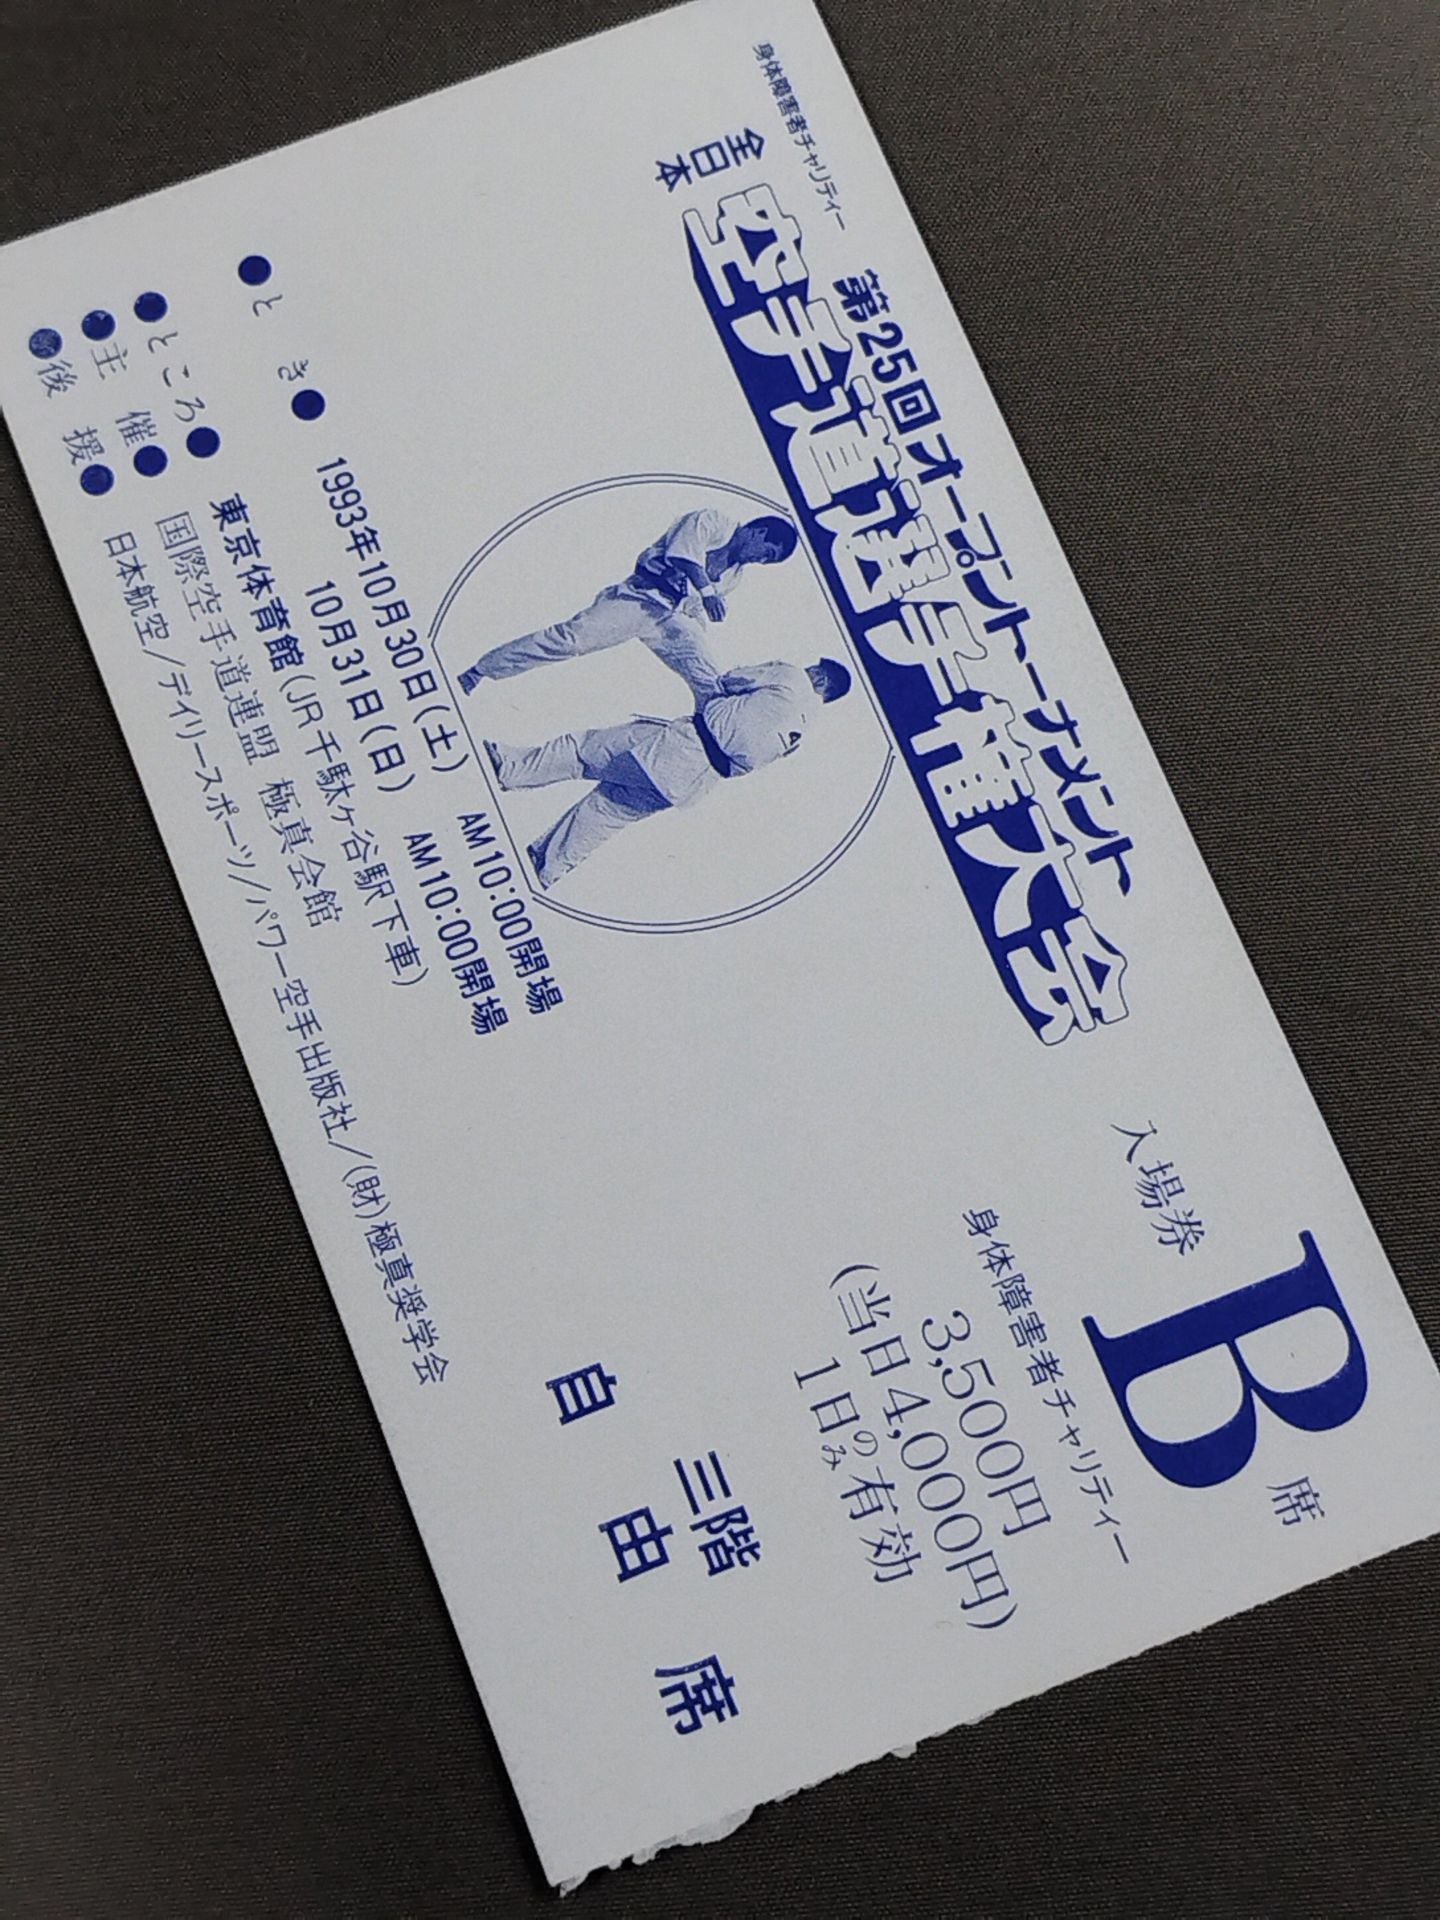 身体障害者チャリティー
第25回オープントーナメント
全日本
空手道選手権大会
●と き● 1993年10月30日(土) AM10:00開場
10月31日(日) AM10:00開場
●ところ● 東京体育館(JR千駄ケ谷駅下車)
●主 催● 国際空手道連盟 極真会館
●後 援● 日本航空/デイリースポーツ/パワー空手出版社/(財)極真奨学会
入場券
B席
身体障害者チャリティー
3,500円
(当日4,000円)
1日のみ有効
三階
自由席